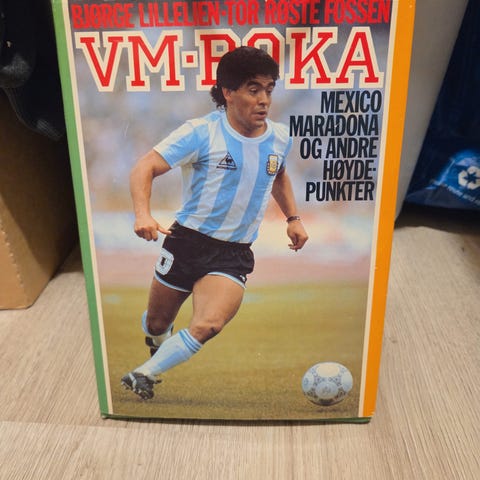 BJØRGE LILLELIEN-TOR RØSTE FOSSEN
VM-BOKA
MEXICO
MARADONA
OG ANDRE
HØYDE-
PUNKTER